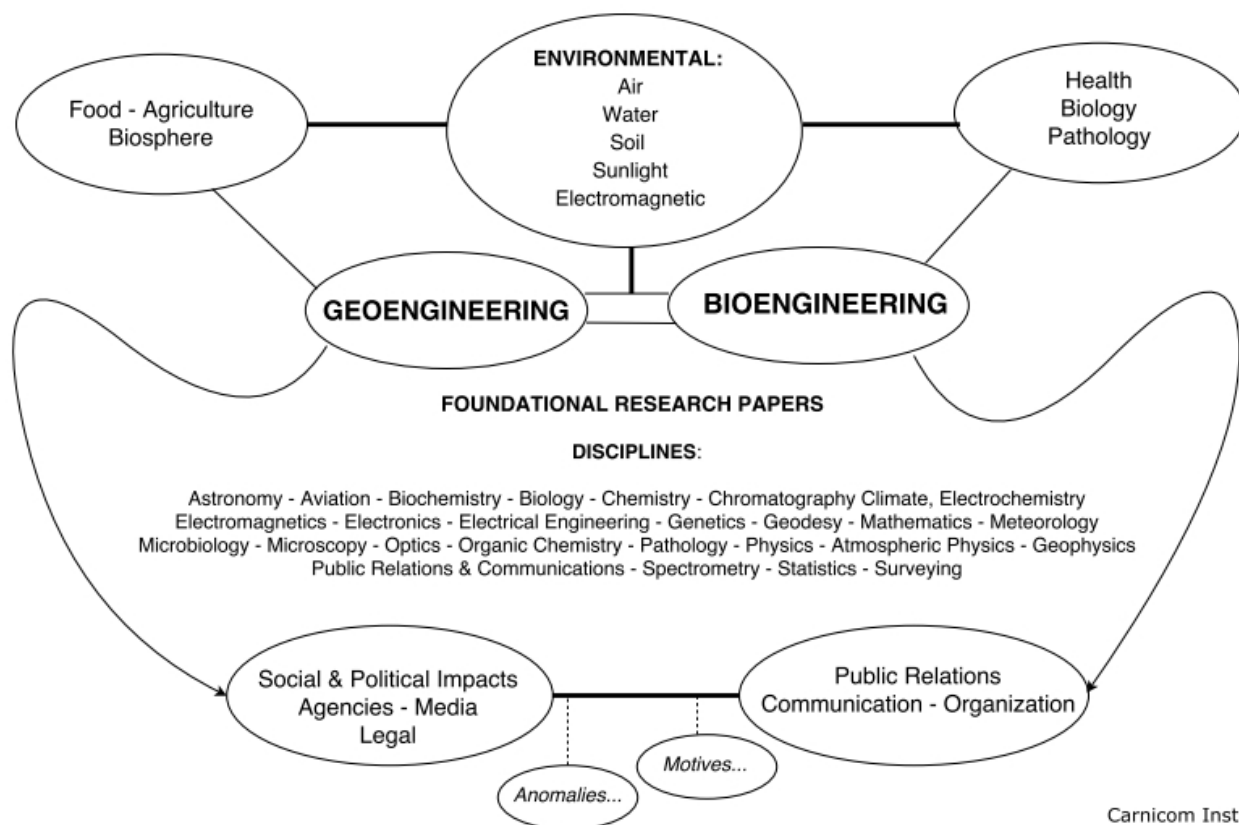 ENVIRONMENTAL:
Air
Water
Soil
Sunlight
Electromagnetic
Food - Agriculture
Biosphere
Health
Biology
Pathology
GEOENGINEERING
BIOENGINEERING
FOUNDATIONAL RESEARCH PAPERS
DISCIPLINES:
Astronomy - Aviation - Biochemistry - Biology - Chemistry - Chromatography Climate, Electrochemistry
Electromagnetics - Electronics - Electrical Engineering - Genetics - Geodesy - Mathematics - Meteorology
Microbiology - Microscopy - Optics - Organic Chemistry - Pathology - Physics - Atmospheric Physics - Geophysics
Public Relations & Communications - Spectrometry - Statistics - Surveying
Social & Political Impacts
Agencies - Media
Legal
Public Relations
Communication - Organization
Anomalies...
Motives...
Carnicom Inst